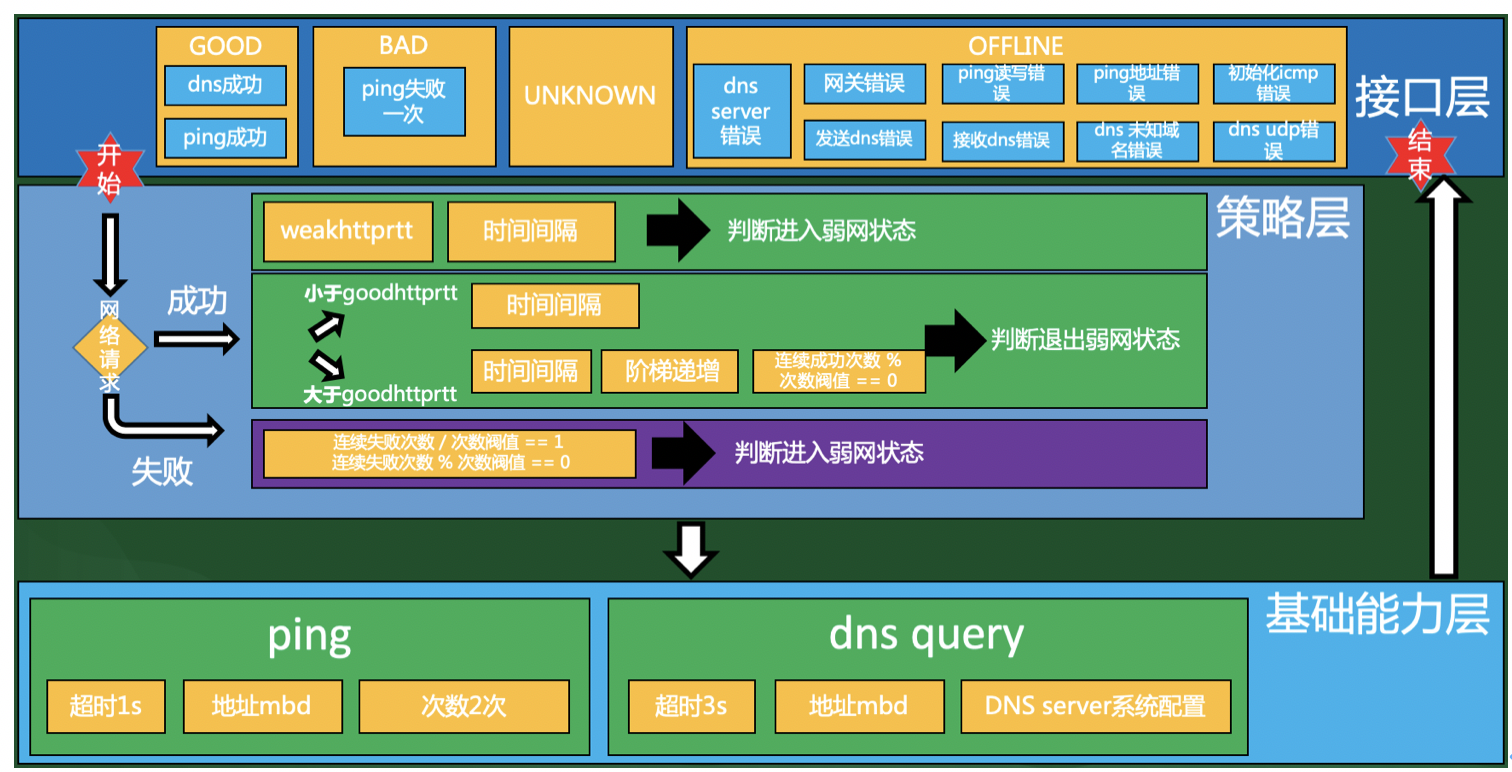 GOOD
dns成功
ping成功
BAD
ping失败
一次
UNKNOWN
OFFLINE
dns
server
错误
网关错误
ping读写错
误
ping地址错
误
初始化icmp
错误
发送dns错误
接收dns错误
dns 未知域
名错误
dns udp错
误
接口层
开
始
结
束
策略层
weakhttprtt
时间间隔
判断进入弱网状态
网
络
请
求
成功
小于goodhttprtt
时间间隔
大于goodhttprtt
时间间隔
阶梯递增
连续成功次数 %
次数阀值 == 0
判断退出弱网状态
失败
连续失败次数 / 次数阀值 == 1
连续失败次数 % 次数阀值 == 0
判断进入弱网状态
基础能力层
ping
超时1s
地址mbd
次数2次
dns query
超时3s
地址mbd
DNS server系统配置